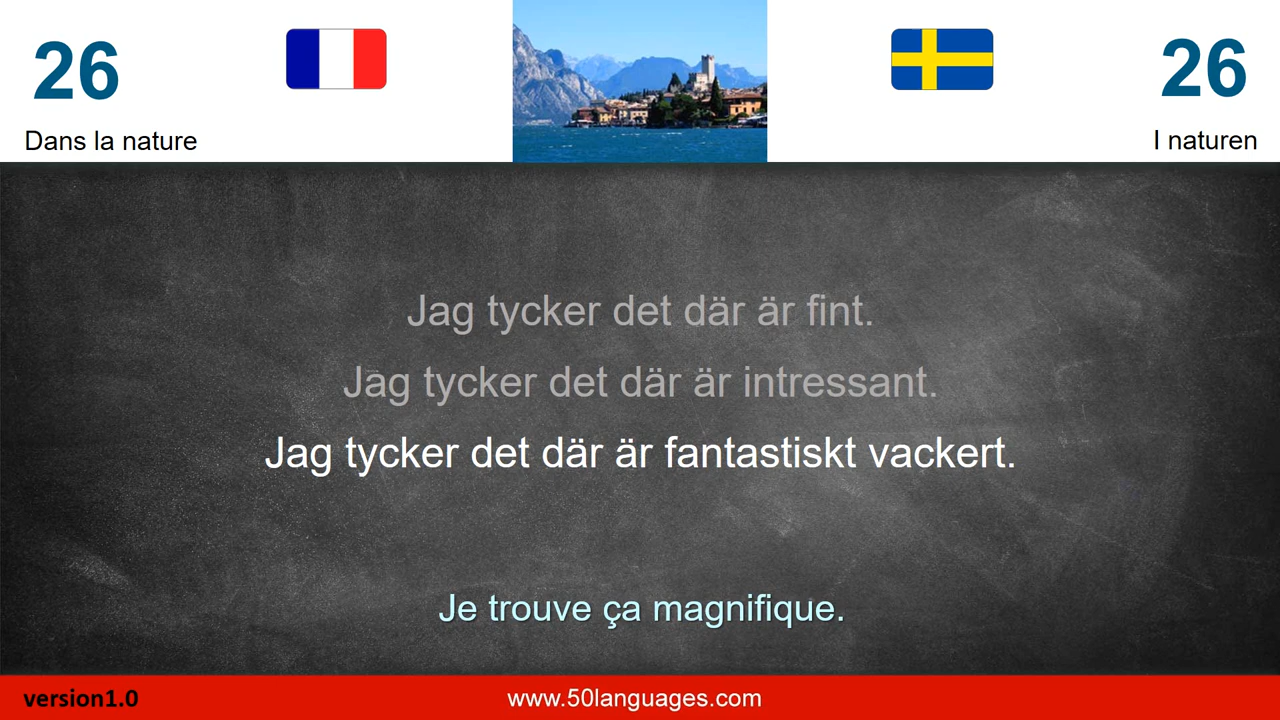 26
26
Dans la nature
I naturen
Jag tycker det där är fint.
Jag tycker det där är intressant.
Jag tycker det där är fantastiskt vackert.
Je trouve ça magnifique.
version1.0
www.50languages.com